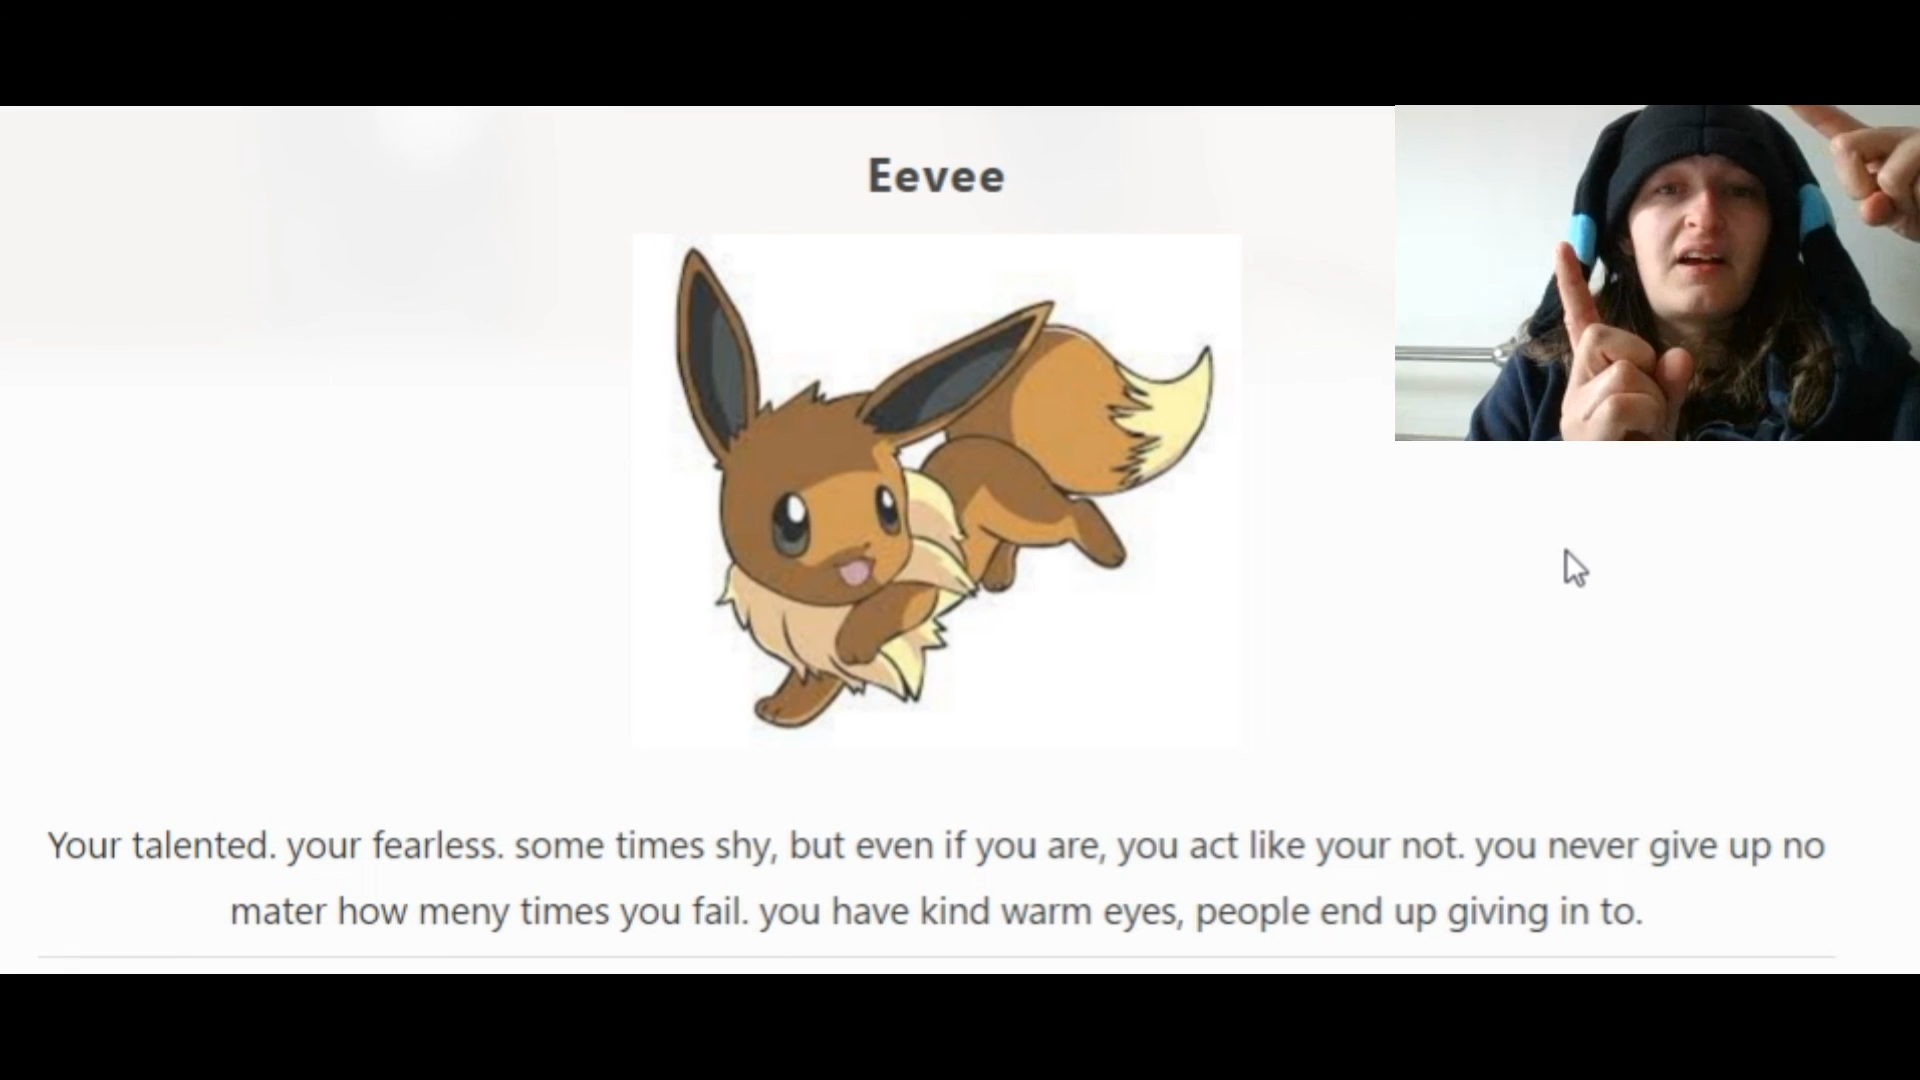 Eevee
Your talented. your fearless. some times shy, but even if you are, you act like your not. you never give up no
mater how meny times you fail. you have kind warm eyes, people end up giving in to.